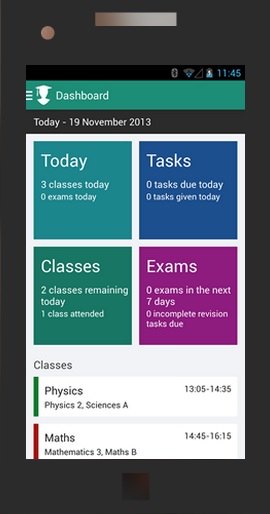 11:45
Dashboard
Today - 19 November 2013
Today
3 classes today
0 exams today
Tasks
0 tasks due today
0 tasks given today
Classes
2 classes remaining
today
1 class attended
Exams
0 exams in the next
7 days
0 incomplete revision
tasks due
Classes
Physics 13:05-14:35
Physics 2, Sciences A
Maths 14:45-16:15
Mathematics 3, Maths B